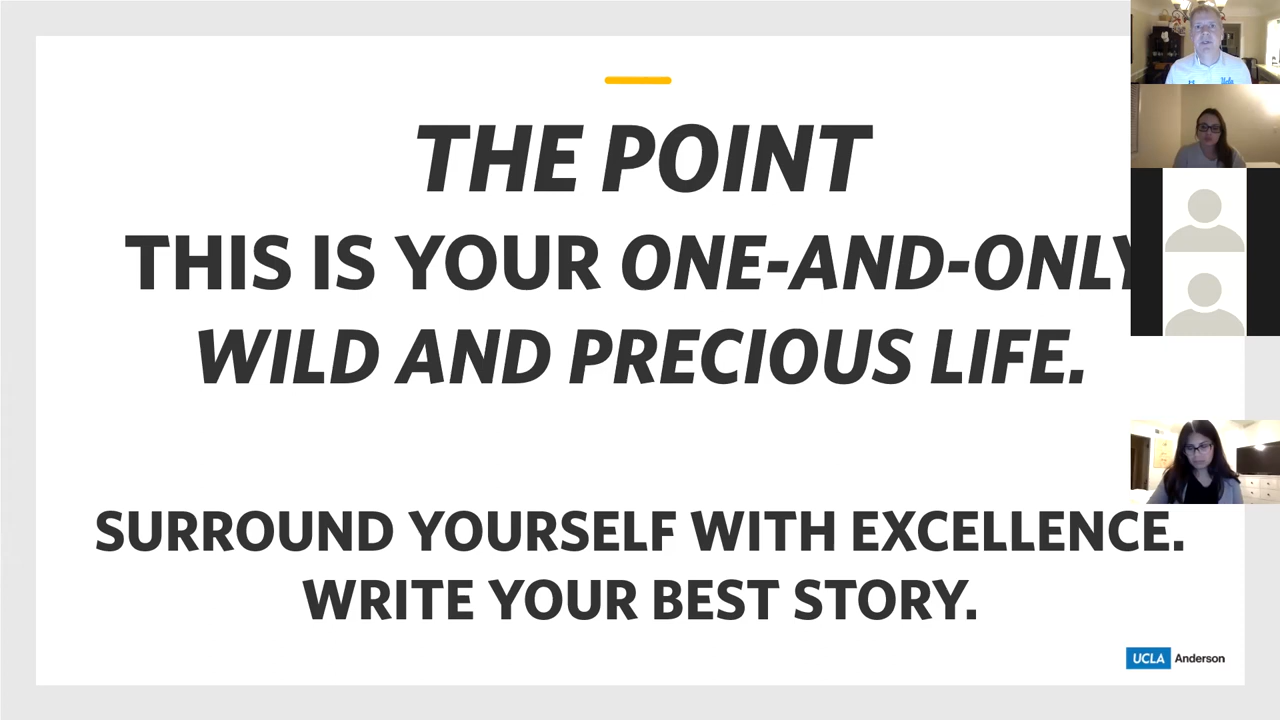 THE POINT
THIS IS YOUR ONE-AND-ONLY
WILD AND PRECIOUS LIFE.
SURROUND YOURSELF WITH EXCELLENCE.
WRITE YOUR BEST STORY.
UCLA Anderson
Ucla